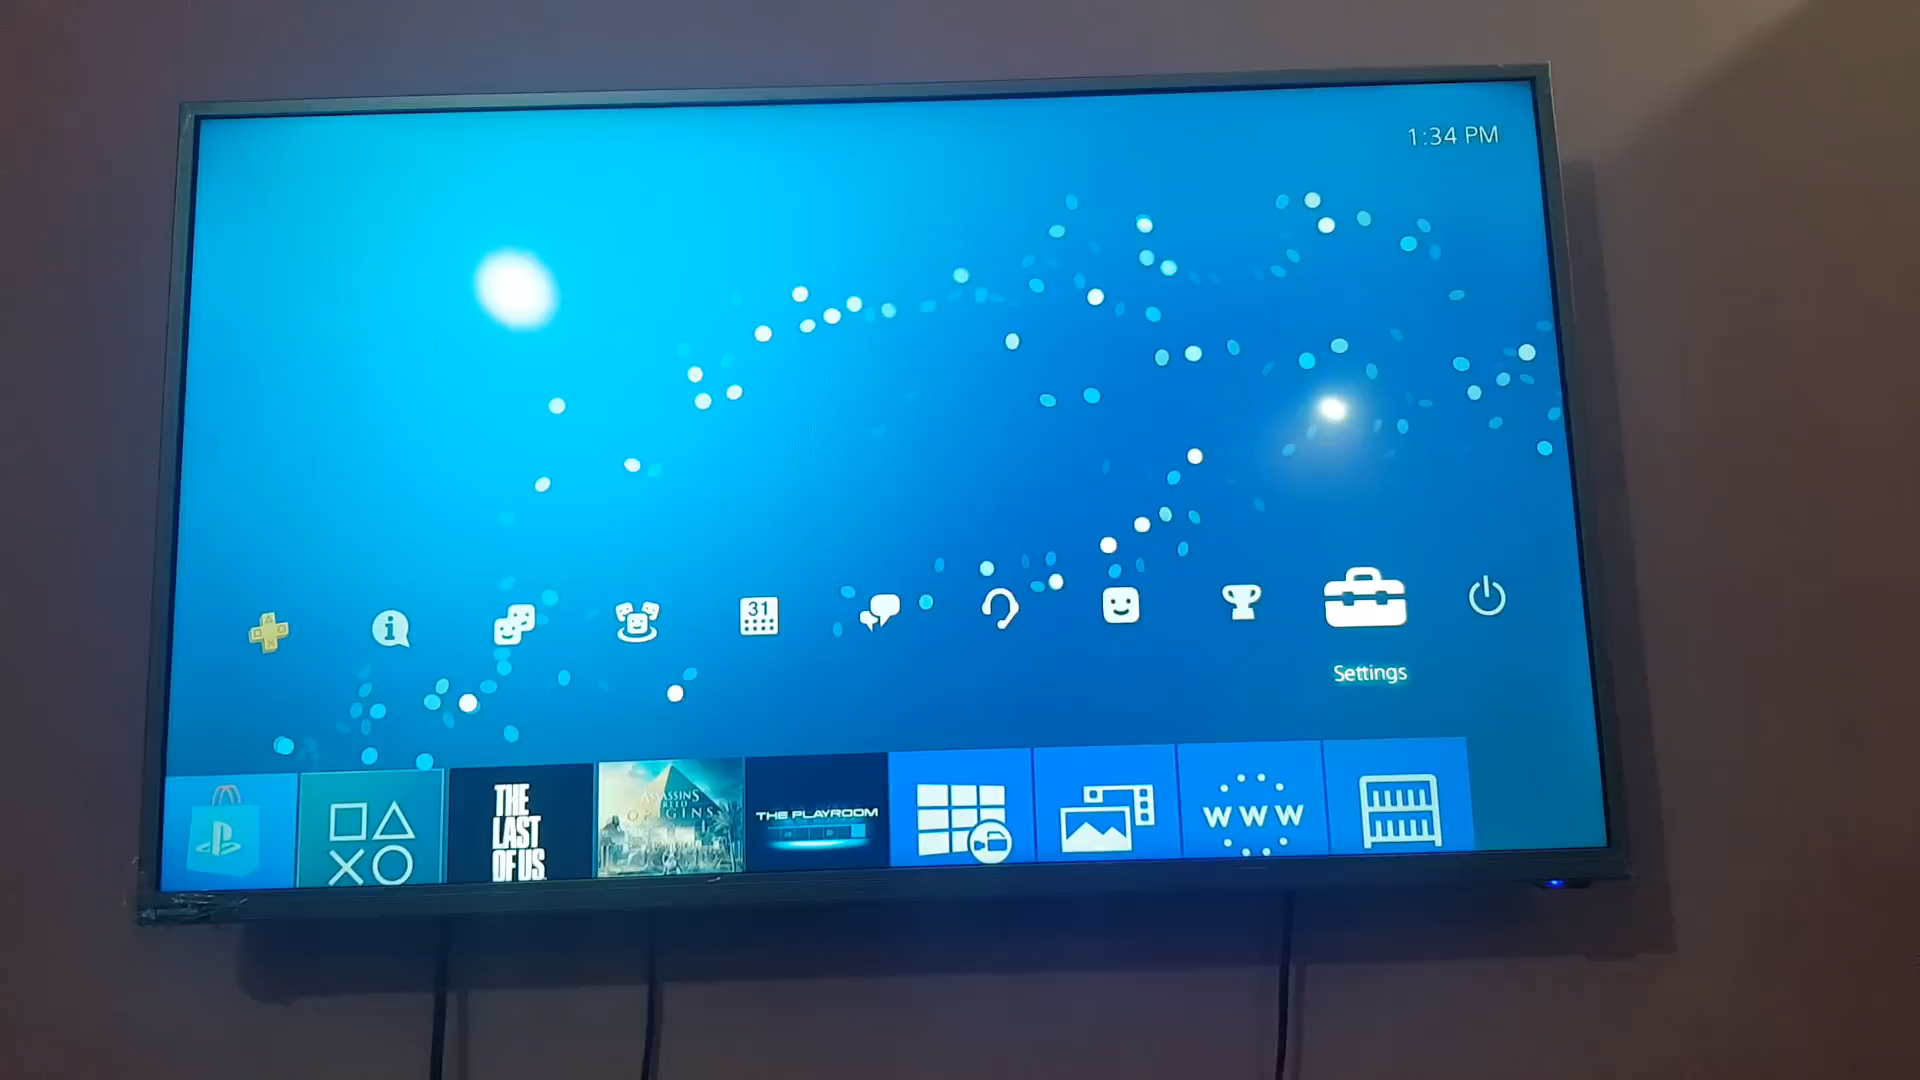 1:34 PM
31
Settings
THE
LAST
OF US
ASSASSINS
CREED
ORIGINS
THE PLAYROOM
WWW